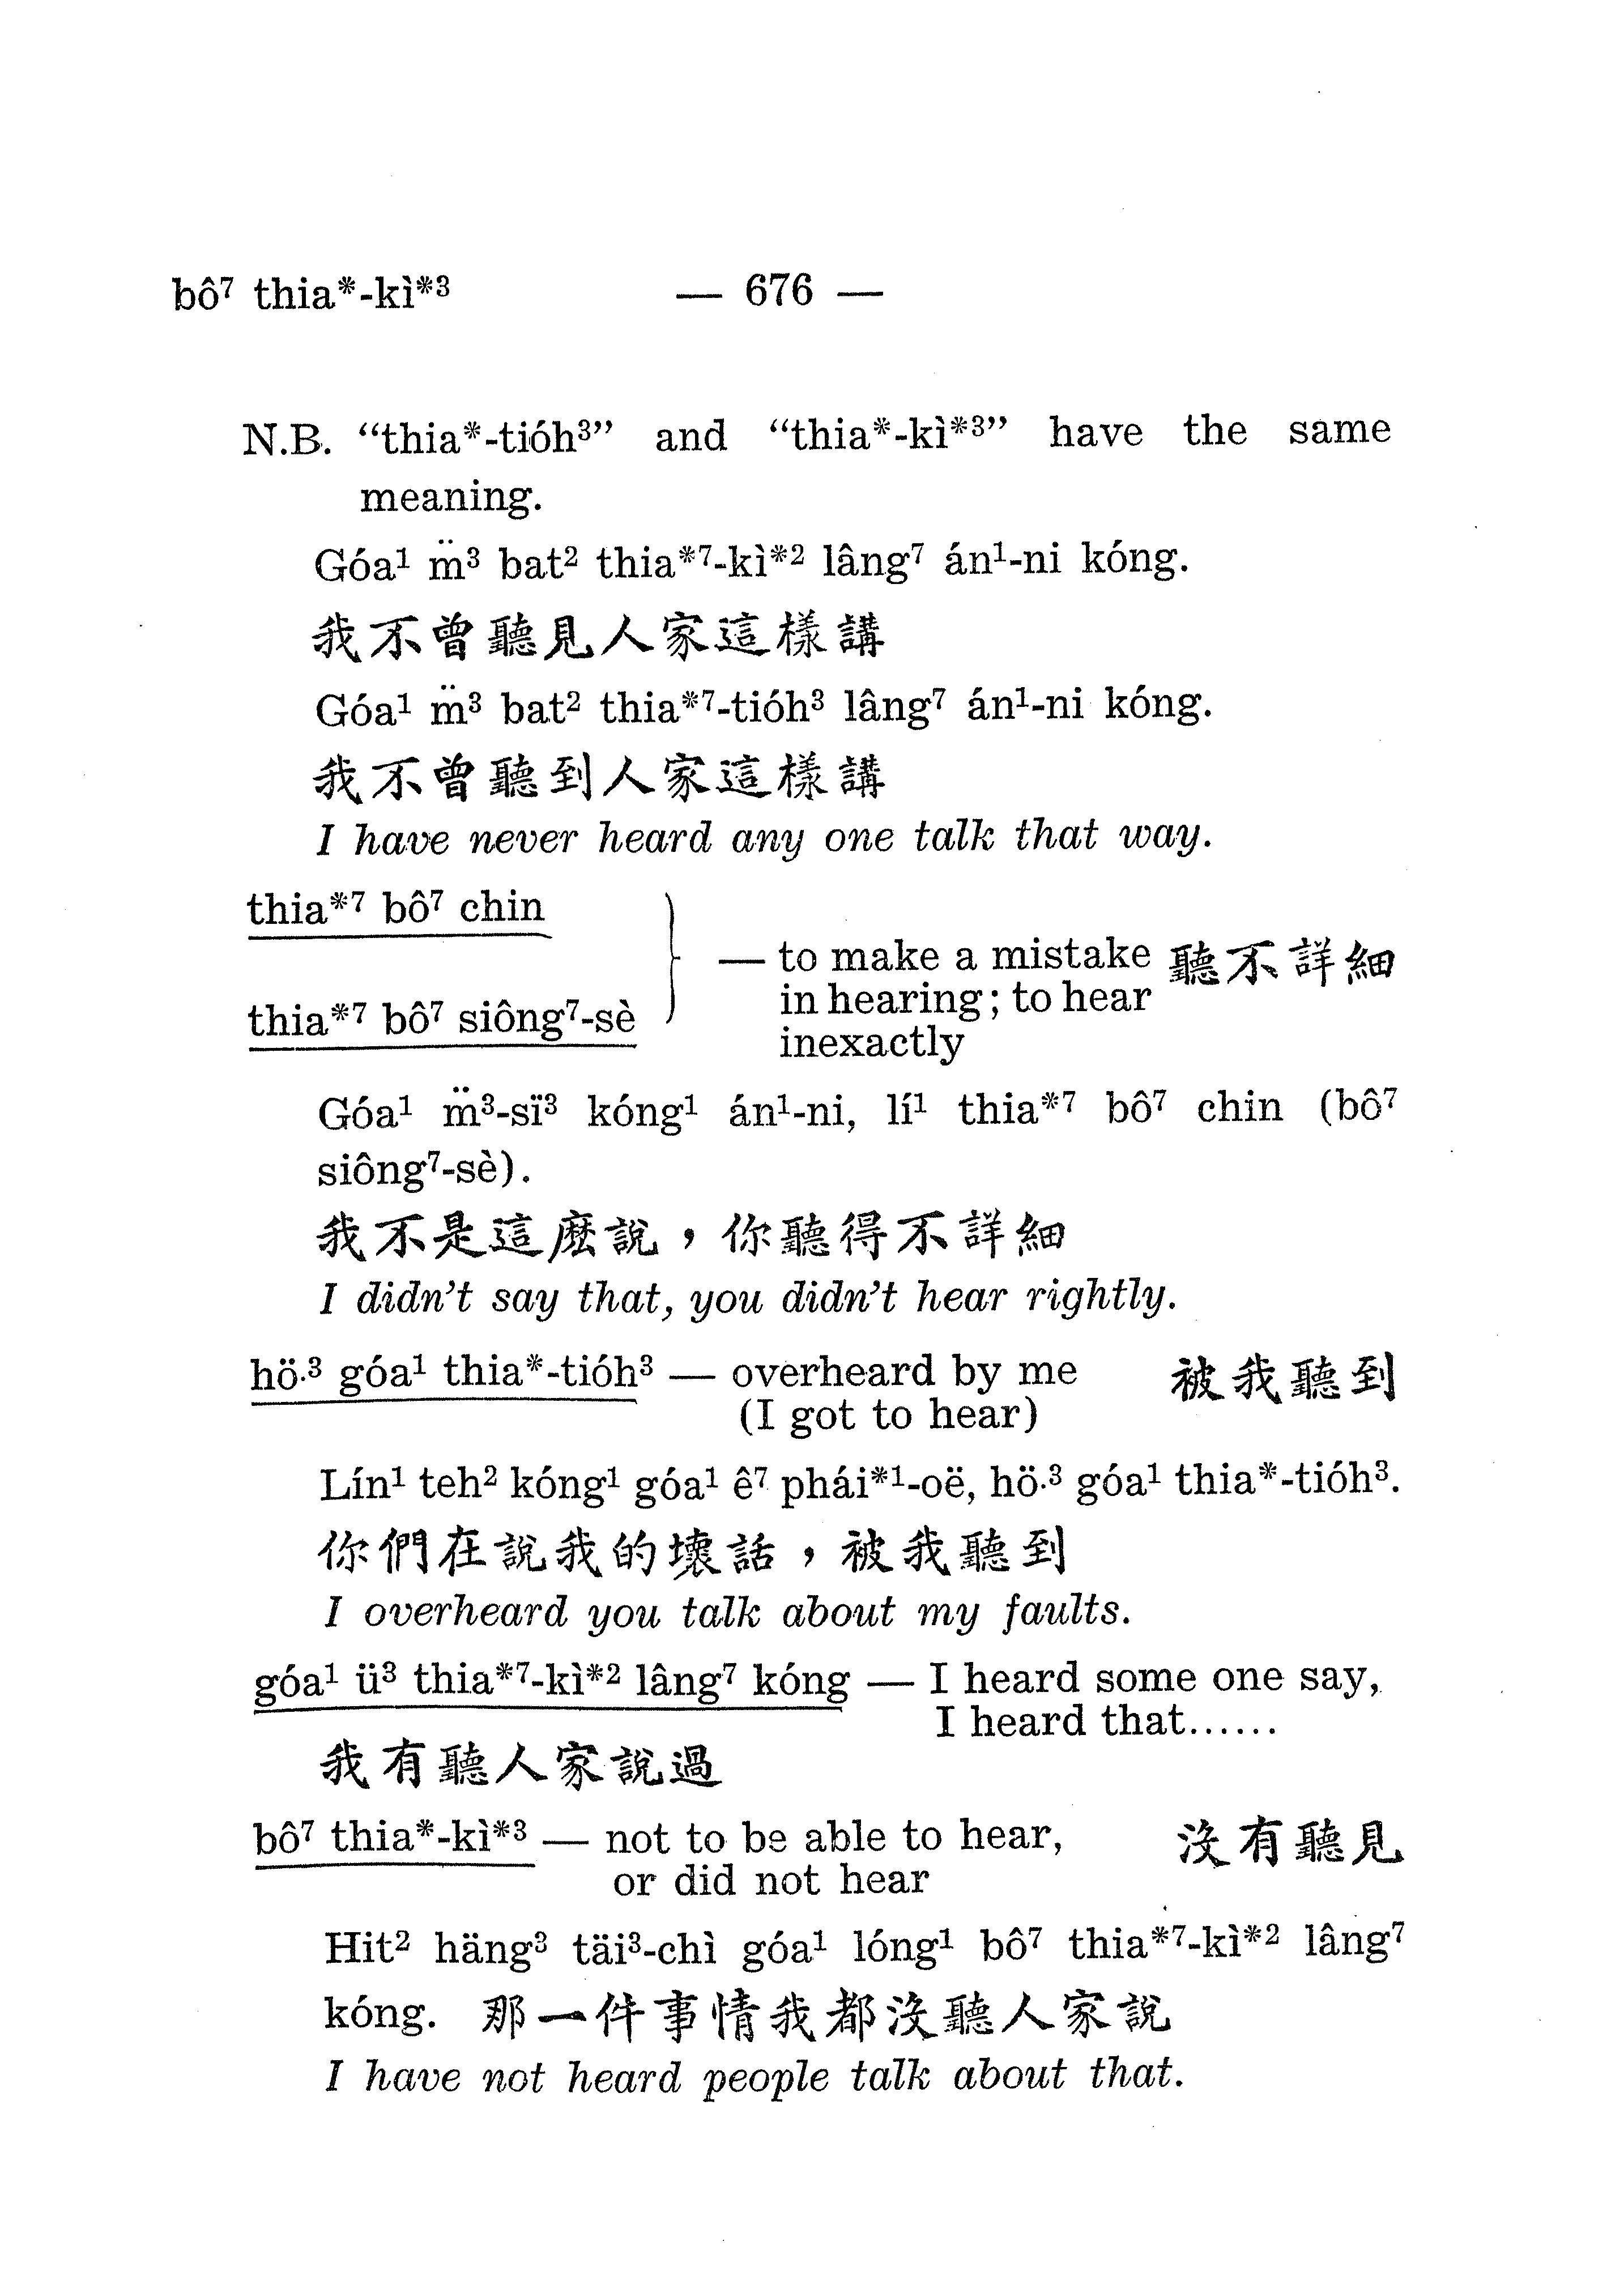 bô⁷ thia*-kì*³ — 676 —
N.B. “thia*-tióh³” and “thia*-kì*³” have the same
meaning.
Góa¹ m̈³ bat² thia*⁷-kì*² lâng⁷ án¹-ni kóng.
我不曾聽見人家這樣講
Góa¹ m̈³ bat² thia*⁷-tióh³ lâng⁷ án¹-ni kóng.
我不曾聽到人家這樣講
I have never heard any one talk that way.
thia*⁷ bô⁷ chin
thia*⁷ bô⁷ siông⁷-sè
— to make a mistake 聽不詳細
in hearing; to hear
inexactly
Góa¹ m̈³-sï³ kóng¹ án¹-ni, lí¹ thia*⁷ bô⁷ chin (bô⁷
siông⁷-sè).
我不是這麼說，你聽得不詳細
I didn’t say that, you didn’t hear rightly.
hö·³ góa¹ thia*-tióh³ — overheard by me 被我聽到
(I got to hear)
Lín¹ teh² kóng¹ góa¹ ê⁷ phái*¹-oë, hö·³ góa¹ thia*-tióh³.
你們在說我的壞話，被我聽到
I overheard you talk about my faults.
góa¹ ü³ thia*⁷-kì*² lâng⁷ kóng — I heard some one say,
I heard that......
我有聽人家說過
bô⁷ thia*-kì*³ — not to be able to hear, 沒有聽見
or did not hear
Hit² häng³ täi³-chì góa¹ lóng¹ bô⁷ thia*⁷-kì*² lâng⁷
kóng. 那一件事情我都沒聽人家說
I have not heard people talk about that.